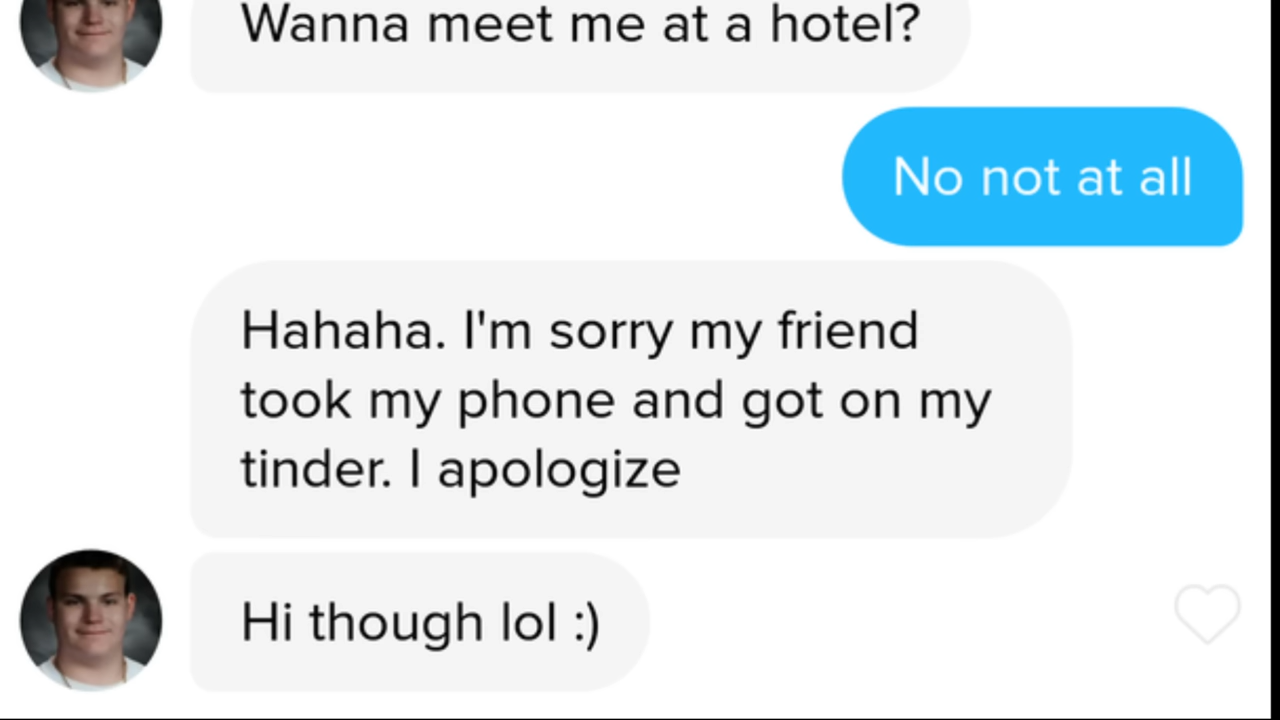 Wanna meet me at a hotel?
No not at all
Hahaha. I'm sorry my friend
took my phone and got on my
tinder. I apologize
Hi though lol :)